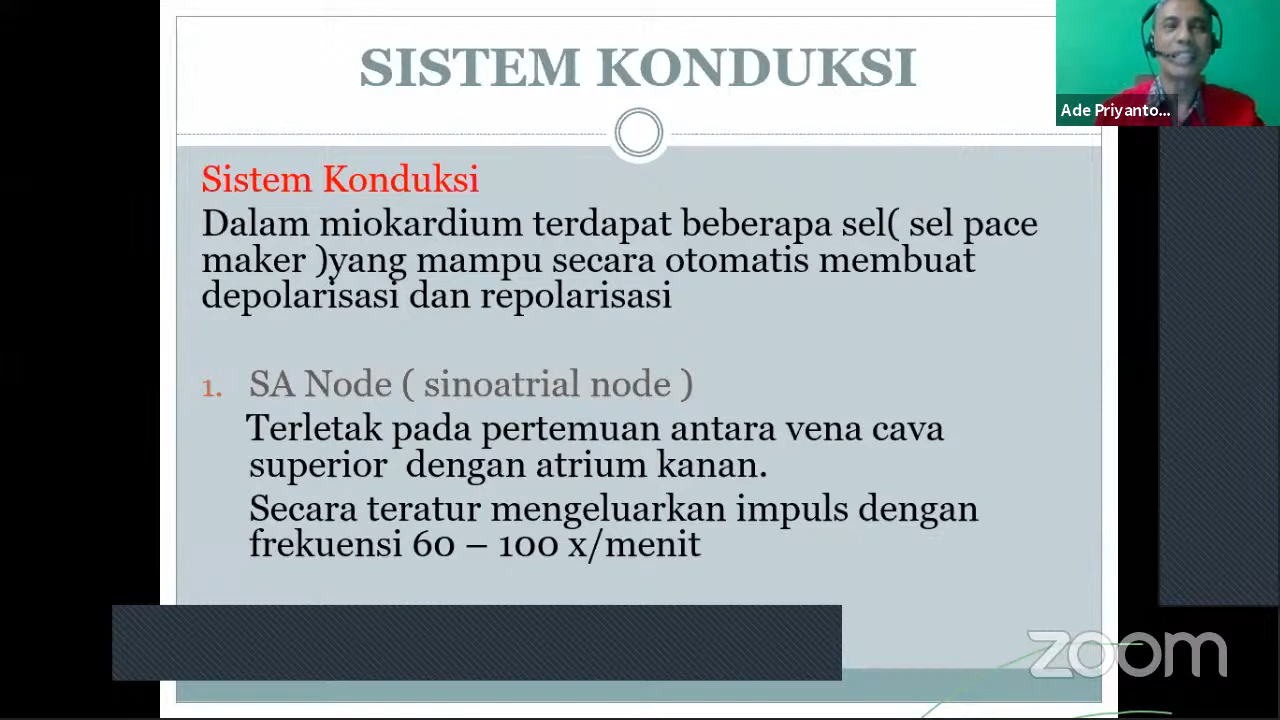 SISTEM KONDUKSI
Ade Priyanto...
Sistem Konduksi
Dalam miokardium terdapat beberapa sel( sel pace
maker )yang mampu secara otomatis membuat
depolarisasi dan repolarisasi
1. SA Node ( sinoatrial node )
Terletak pada pertemuan antara vena cava
superior dengan atrium kanan.
Secara teratur mengeluarkan impuls dengan
frekuensi 60 – 100 x/menit
zoom